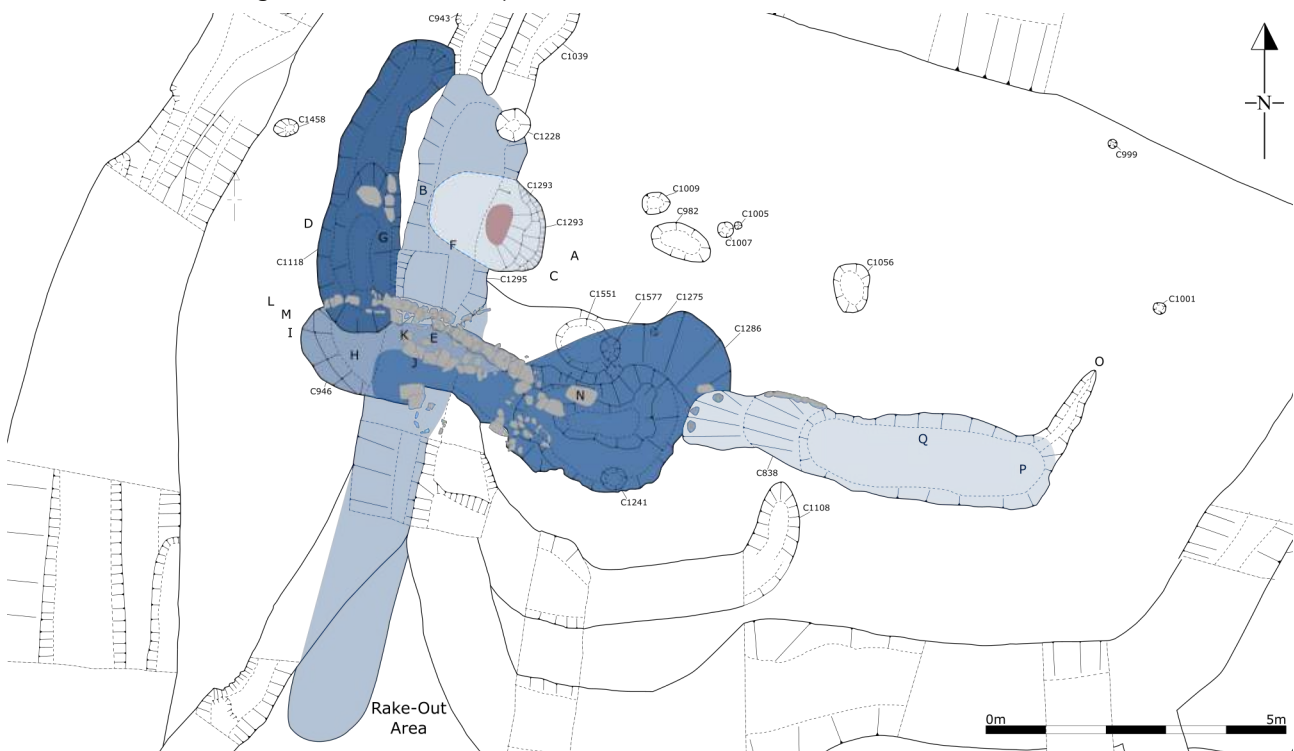 C943
C1039
C1458
C1228
N
C999
B
C1293
C1009
C1293
C982
C1005
D
G
F
C1007
A
C1118
C1295
C
C1056
L
C1551
C1577
C1275
C1001
M
I
K
E
C1286
H
J
O
C946
N
Q
P
C838
C1241
C1108
Rake-Out
Area
0m
5m